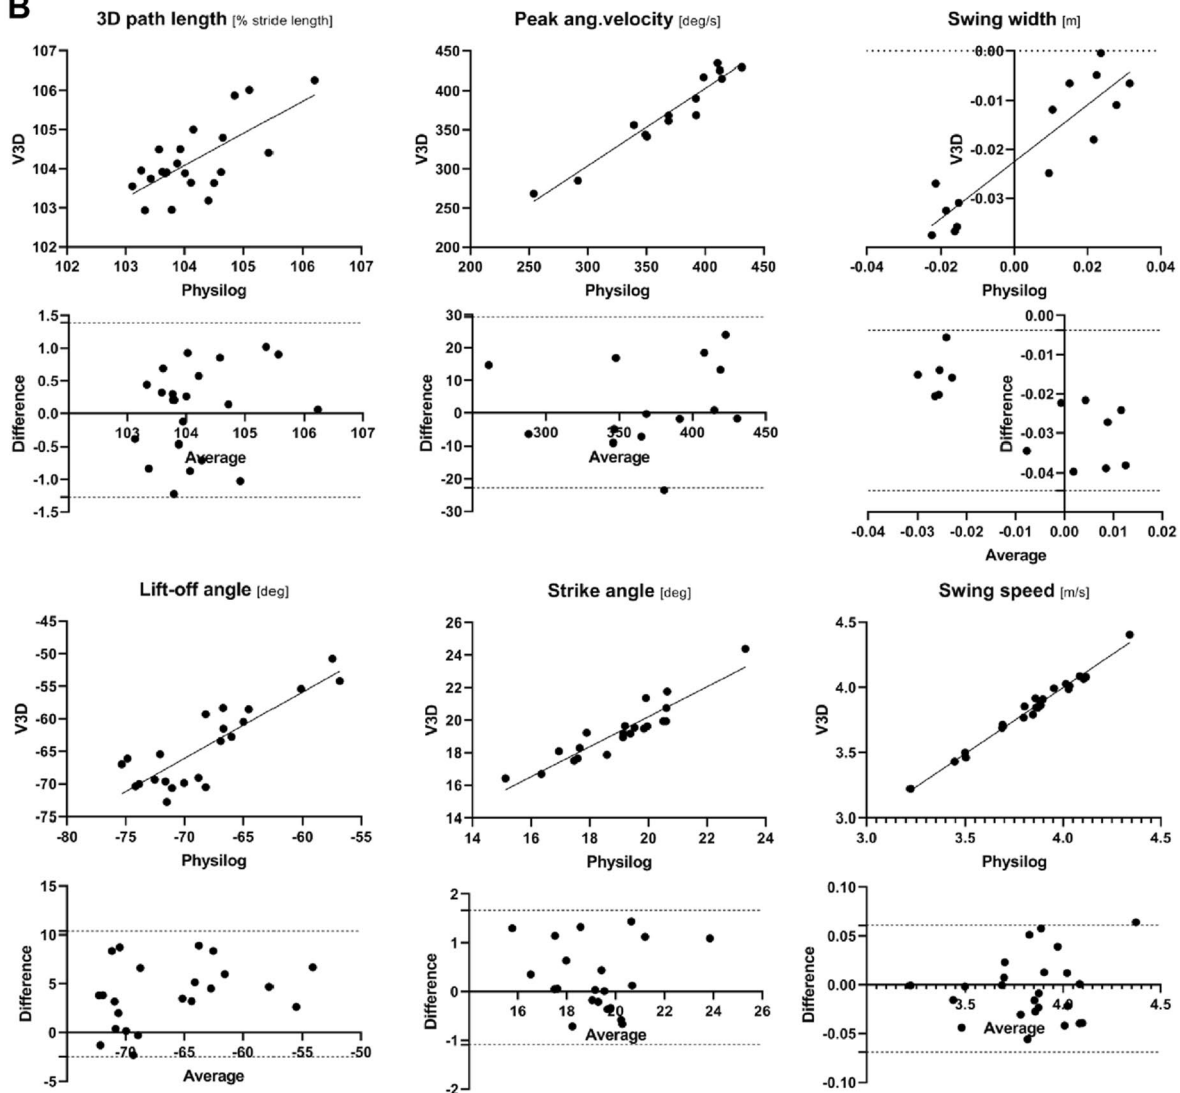 B
3D path length [% stride length]
107
106
105
104
103
102
V3D
102 103 104 105 106 107
Physilog
Peak ang.velocity [deg/s]
450
400
350
300
250
200
V3D
200 250 300 350 400 450
Physilog
Swing width [m]
0.00
-0.01
-0.02
-0.03
V3D
-0.04 -0.02 0.00 0.02 0.04
Physilog
1.5
1.0
0.5
0.0
-0.5
-1.0
-1.5
Difference
103 104 105 106 107
Average
30
20
10
0
-10
-20
-30
Difference
300 350 400 450
Average
0.00
-0.01
-0.02
-0.03
-0.04
Difference
-0.04 -0.03 -0.02 -0.01 0.00 0.01 0.02
Average
Lift-off angle [deg]
-45
-50
-55
-60
-65
-70
-75
V3D
-80 -75 -70 -65 -60 -55
Physilog
Strike angle [deg]
26
24
22
20
18
16
14
V3D
14 16 18 20 22 24
Physilog
Swing speed [m/s]
4.5
4.0
3.5
3.0
V3D
3.0 3.5 4.0 4.5
Physilog
15
10
5
0
-5
Difference
-70 -65 -60 -55 -50
Average
2
1
0
-1
-2
Difference
16 18 20 22 24 26
Average
0.10
0.05
0.00
-0.05
-0.10
Difference
3.5 4.0 4.5
Average